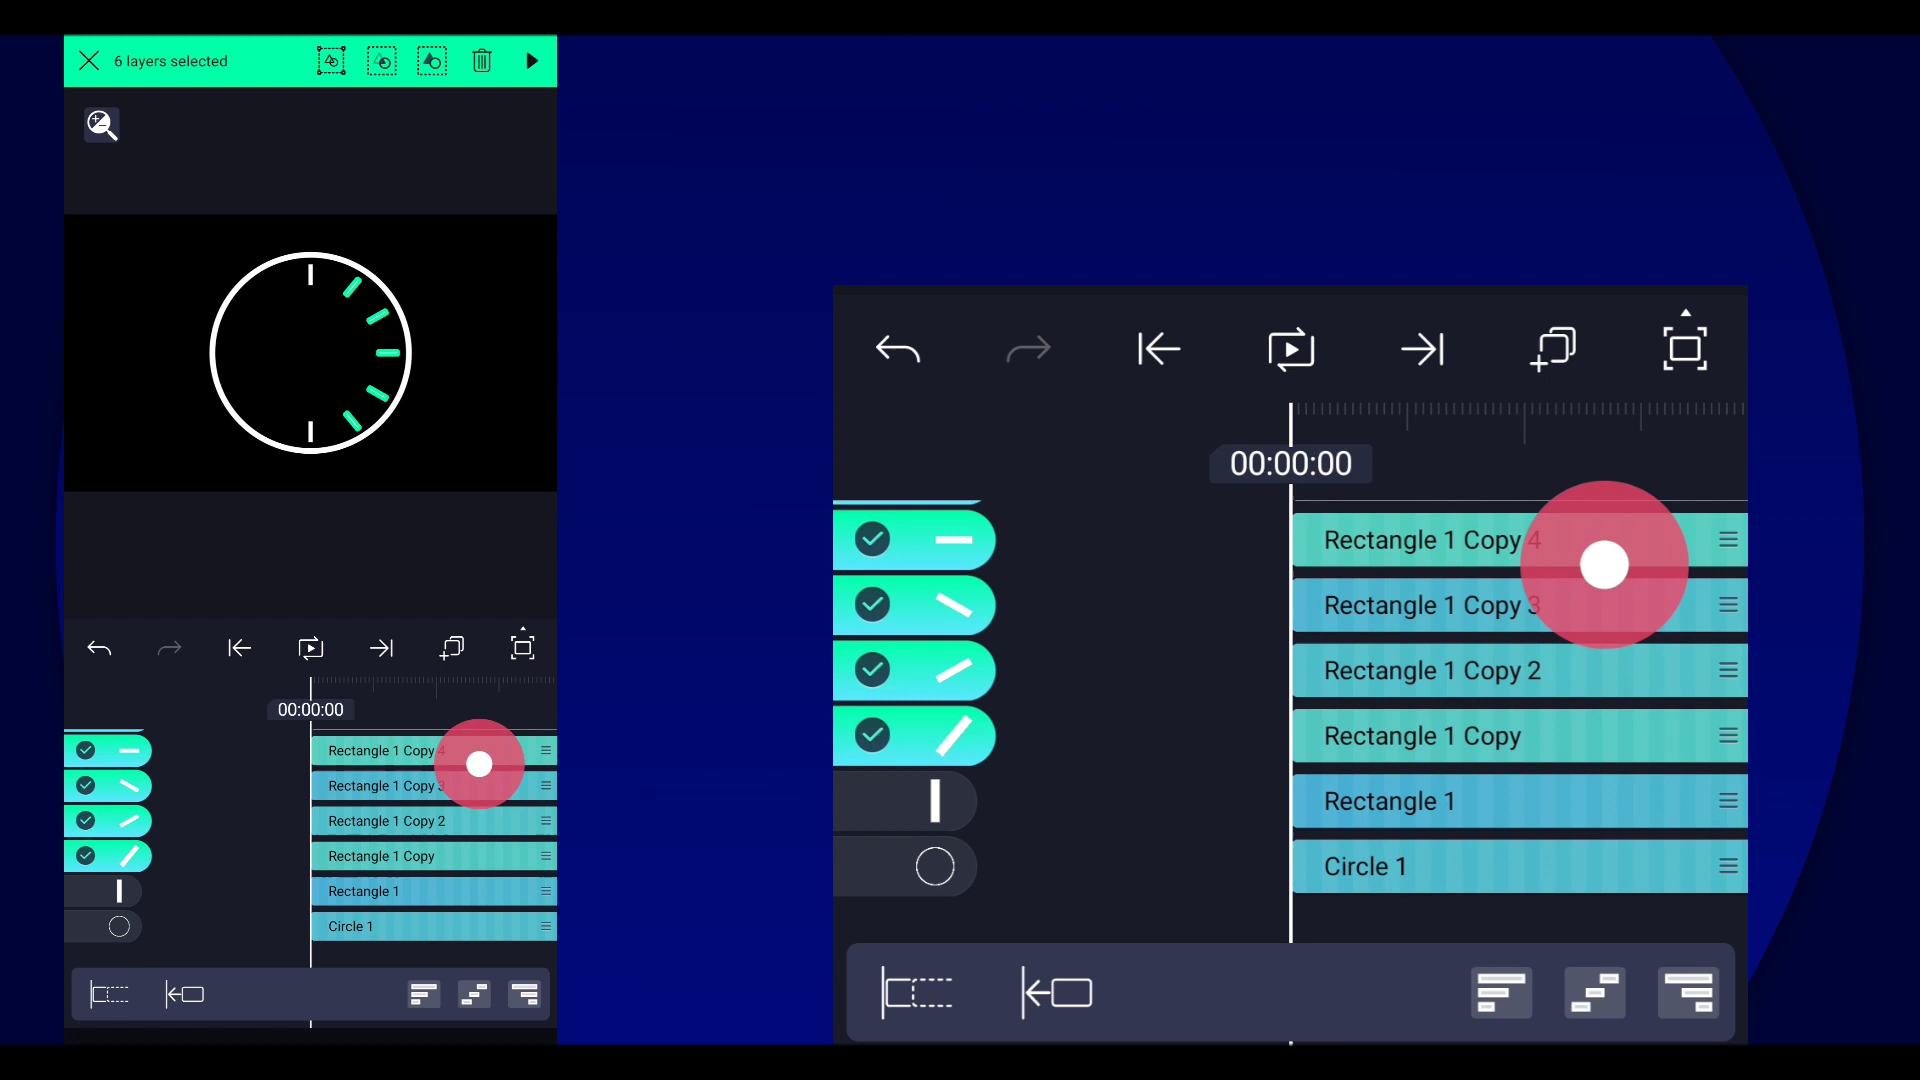 6 layers selected
00:00:00
Rectangle 1 Copy 4
Rectangle 1 Copy 3
Rectangle 1 Copy 2
Rectangle 1 Copy
Rectangle 1
Circle 1
00:00:00
Rectangle 1 Copy 4
Rectangle 1 Copy 3
Rectangle 1 Copy 2
Rectangle 1 Copy
Rectangle 1
Circle 1